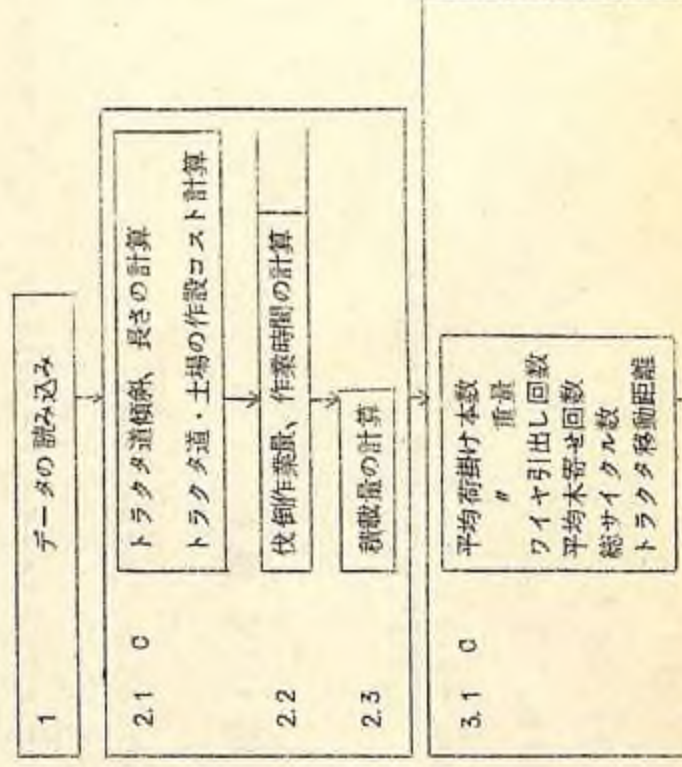 1 データの読み込み
2.1 C トラクタ道傾斜、長さの計算
トラクタ道・土場の作設コスト計算
2.2 伐倒作業量、作業時間の計算
2.3 積載量の計算
3.1 C 平均荷掛け本数
〃 重量
ワイヤ引出し回数
平均木寄せ回数
総サイクル数
トラクタ移動距離